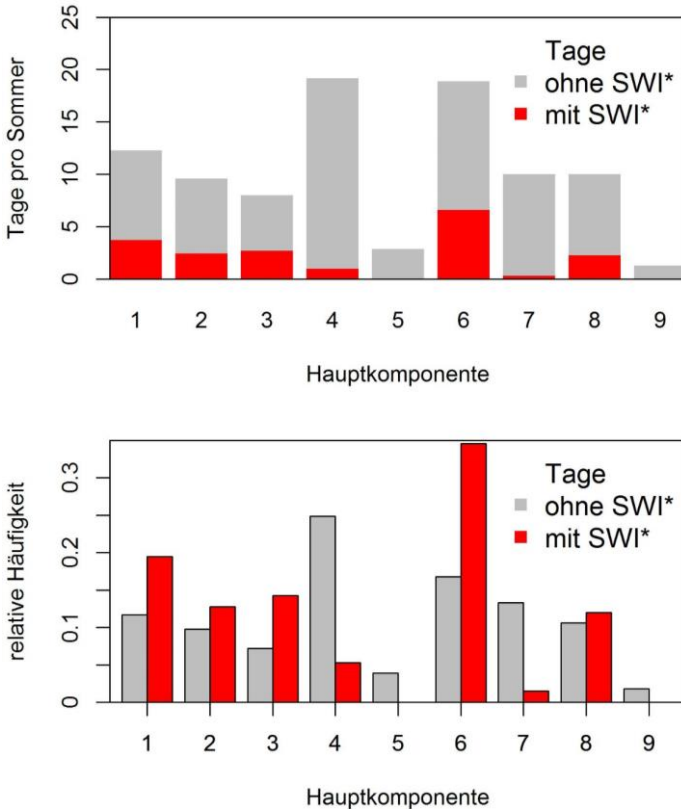 25
20
15
10
5
0
Tage pro Sommer
Tage
ohne SWI*
mit SWI*
1 2 3 4 5 6 7 8 9
Hauptkomponente
0.3
0.2
0.1
0
relative Häufigkeit
Tage
ohne SWI*
mit SWI*
1 2 3 4 5 6 7 8 9
Hauptkomponente